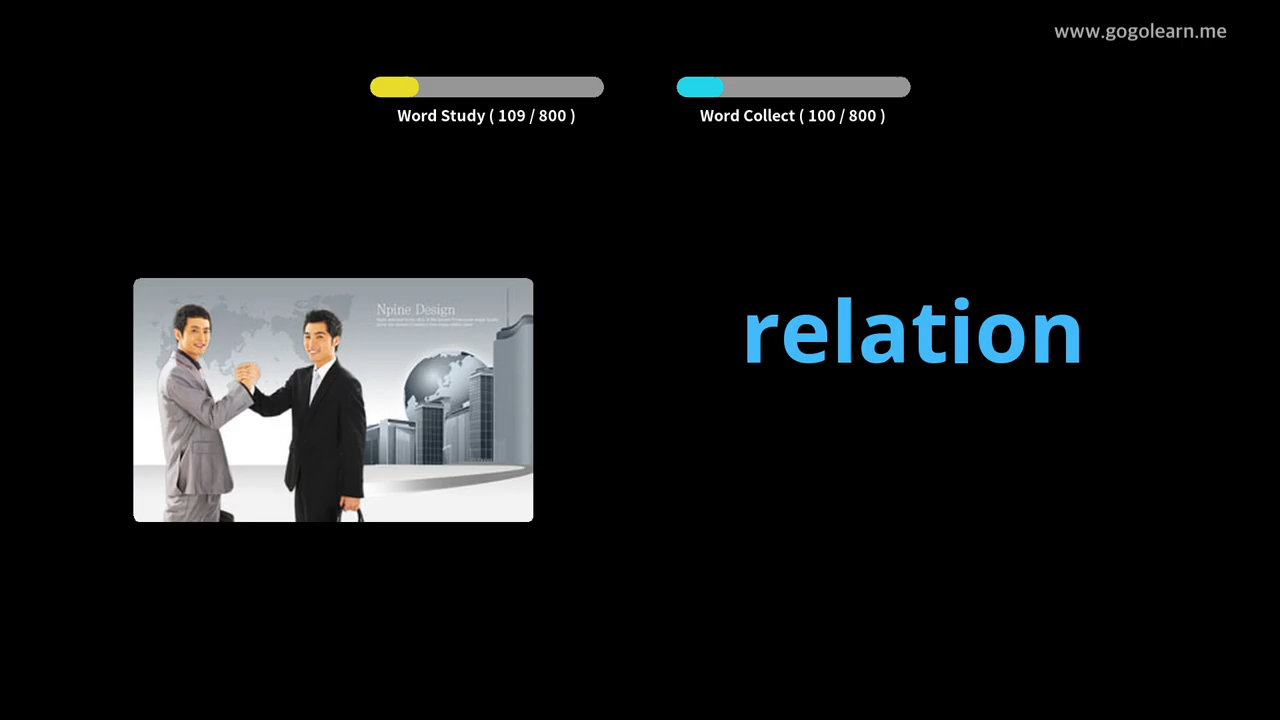 www.gogolearn.me
Word Study ( 109 / 800 )
Word Collect ( 100 / 800 )
Npine Design
relation